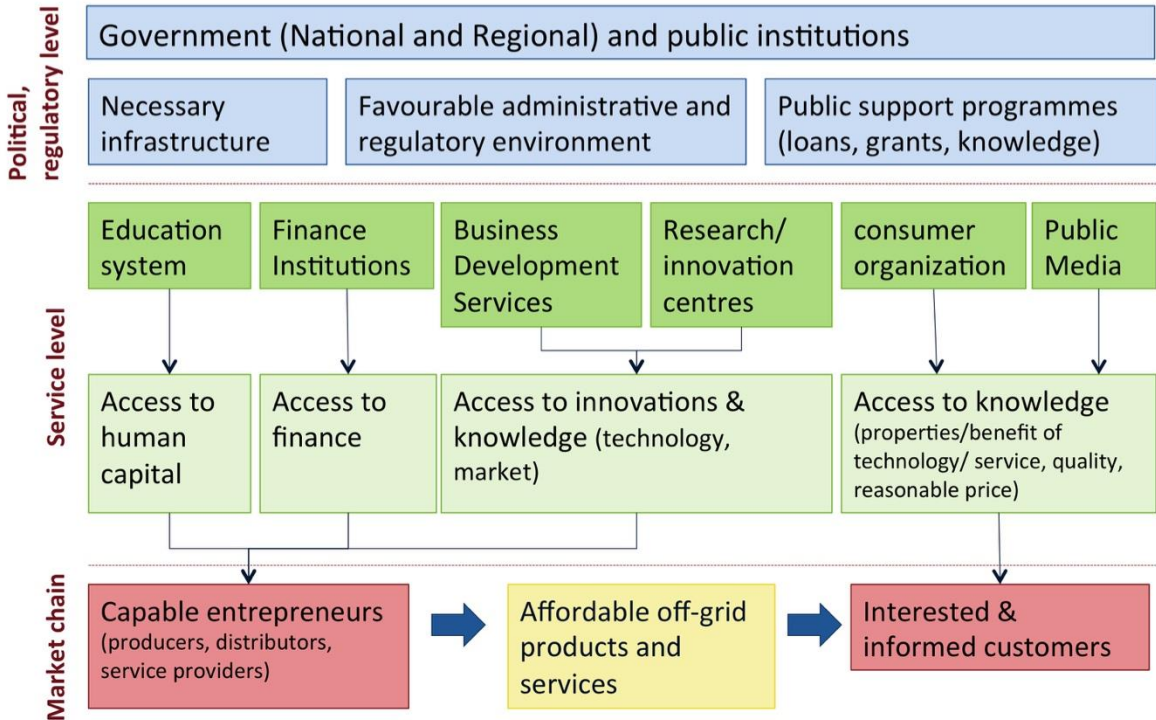 Political,
regulatory level
Government (National and Regional) and public institutions
Necessary
infrastructure
Favourable administrative and
regulatory environment
Public support programmes
(loans, grants, knowledge)
Service level
Education
system
Finance
Institutions
Business
Development
Services
Research/
innovation
centres
consumer
organization
Public
Media
Access to
human
capital
Access to
finance
Access to innovations &
knowledge (technology,
market)
Access to knowledge
(properties/benefit of
technology/ service, quality,
reasonable price)
Market chain
Capable entrepreneurs
(producers, distributors,
service providers)
Affordable off-grid
products and
services
Interested &
informed customers